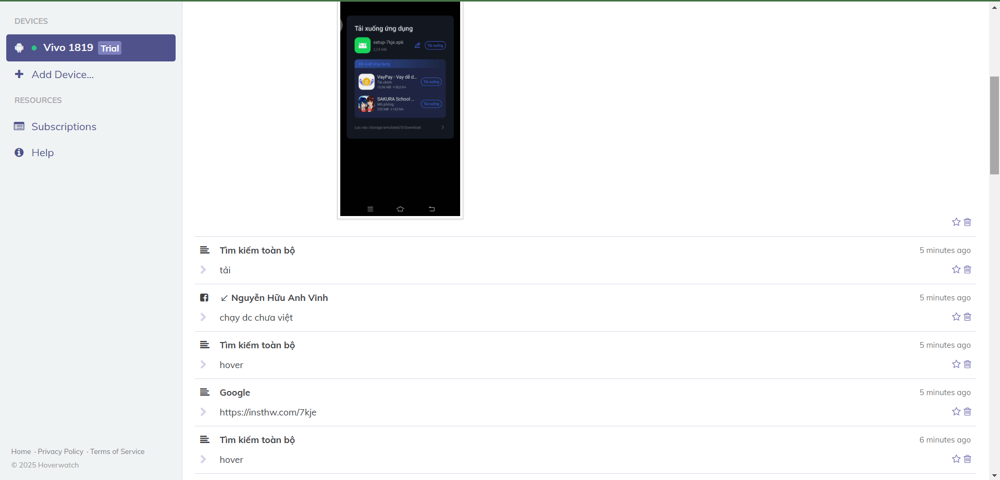 DEVICES
Vivo 1819 Trial
Add Device...
RESOURCES
Subscriptions
Help
Home · Privacy Policy · Terms of Service
© 2025 Hoverwatch
Tải xuống ứng dụng
setup-7kje.apk
2,24 MB
Tải xuống
Đề xuất ứng dụng
VayPay - Vay dễ d...
Tài chính
10,96 MB ±50,0 K+
Tải xuống
SAKURA School ...
Mô phỏng
292 MB ±163 M+
Tải xuống
Lưu vào:/storage/emulated/0/Download
Tìm kiếm toàn bộ
5 minutes ago
tải
Nguyễn Hữu Anh Vinh
5 minutes ago
chạy dc chưa việt
Tìm kiếm toàn bộ
5 minutes ago
hover
Google
5 minutes ago
https://insthw.com/7kje
Tìm kiếm toàn bộ
6 minutes ago
hover